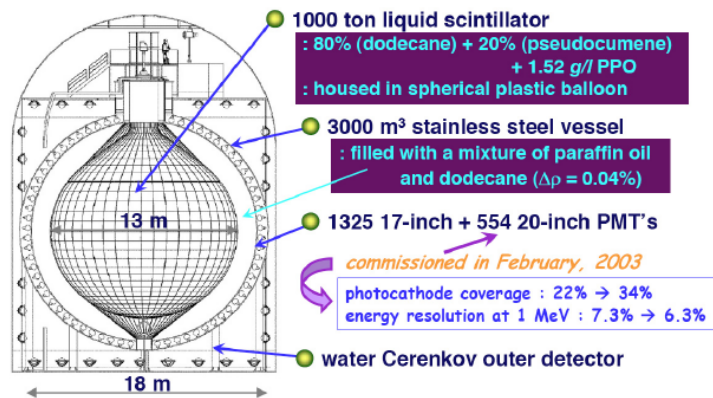 1000 ton liquid scintillator
: 80% (dodecane) + 20% (pseudocumene)
+ 1.52 g/l PPO
: housed in spherical plastic balloon
3000 m³ stainless steel vessel
: filled with a mixture of paraffin oil
and dodecane (Δρ = 0.04%)
13 m
1325 17-inch + 554 20-inch PMT's
commissioned in February, 2003
photocathode coverage : 22% → 34%
energy resolution at 1 MeV : 7.3% → 6.3%
water Cerenkov outer detector
18 m